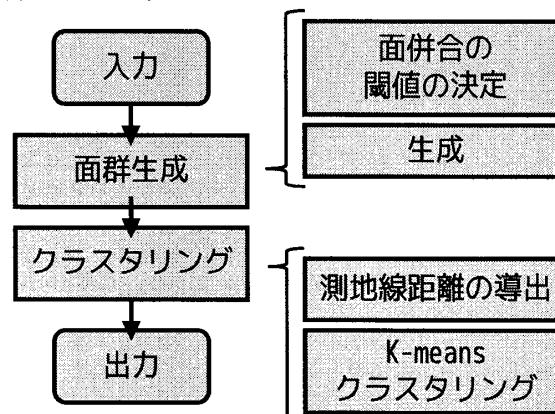 入力
面群生成
クラスタリング
出力
面併合の
閾値の決定
生成
測地線距離の導出
K-means
クラスタリング